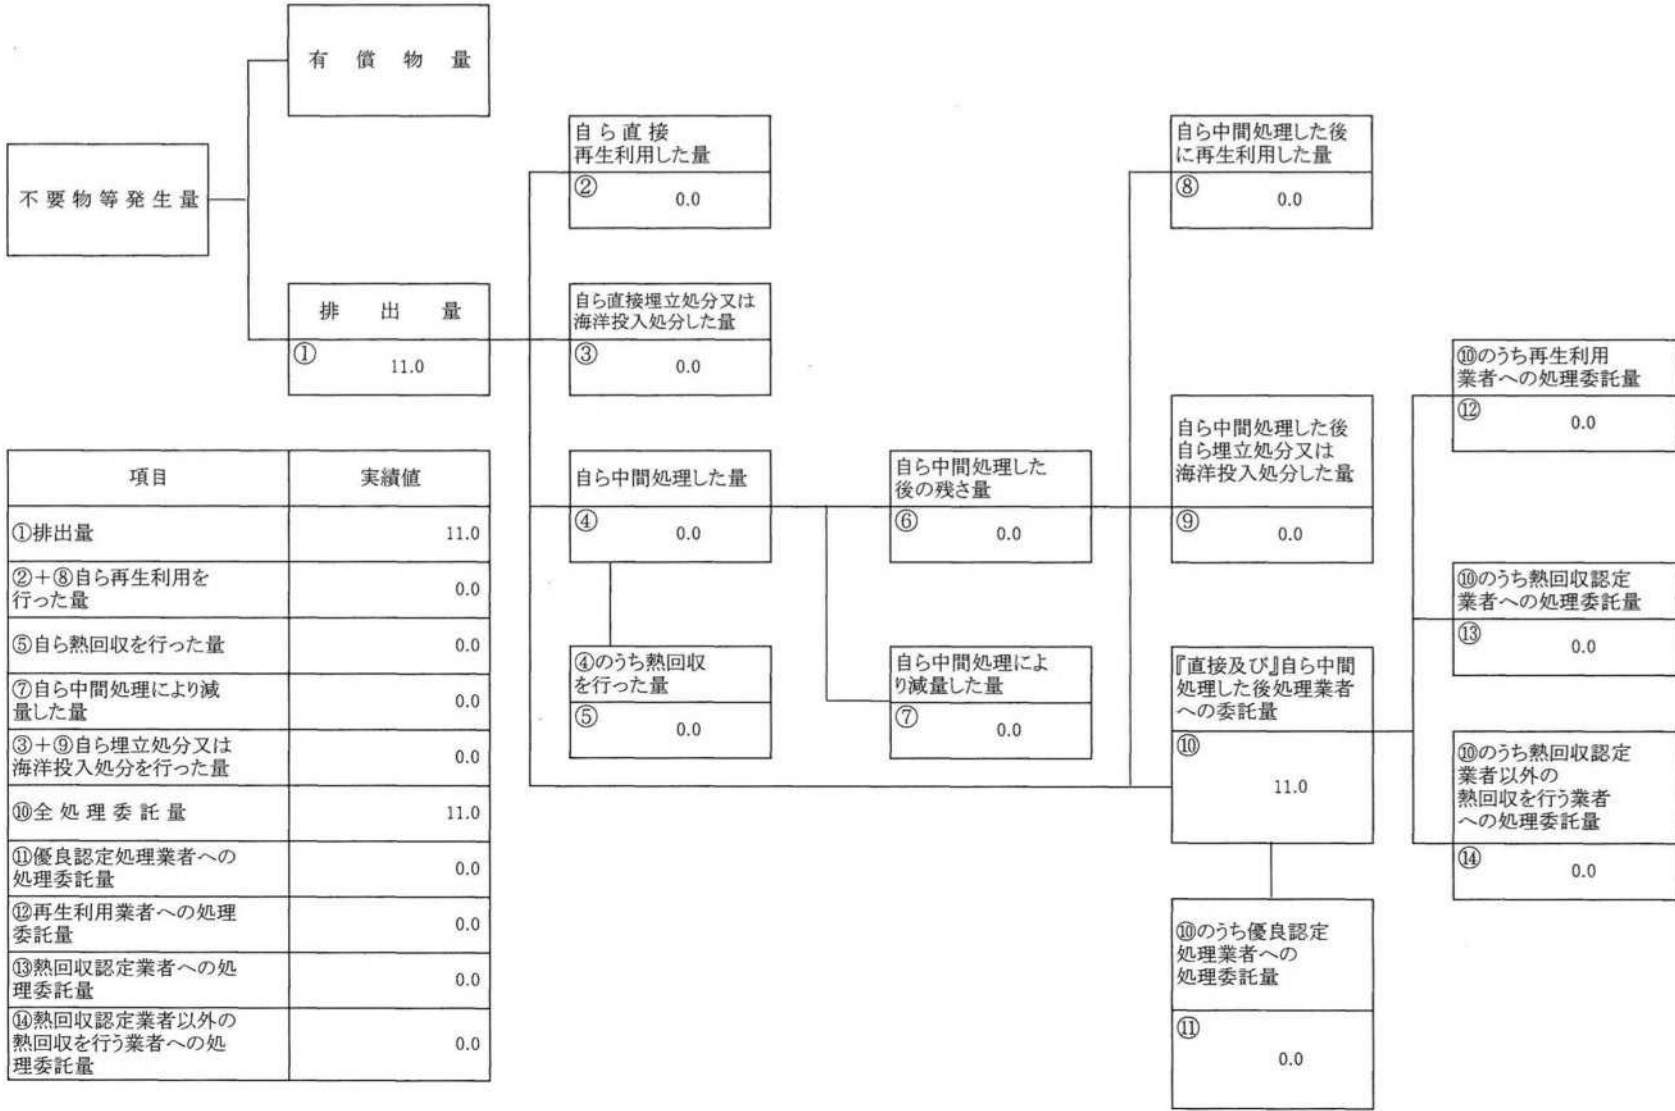 有償物量
不要物等発生量
排出量
①
11.0
自ら直接
再生利用した量
②
0.0
自ら直接埋立処分又は
海洋投入処分した量
③
0.0
自ら中間処理した量
④
0.0
④のうち熱回収
を行った量
⑤
0.0
自ら中間処理した
後の残さ量
⑥
0.0
自ら中間処理によ
り減量した量
⑦
0.0
自ら中間処理した後
に再生利用した量
⑧
0.0
自ら中間処理した後
自ら埋立処分又は
海洋投入処分した量
⑨
0.0
『直接及び』自ら中間
処理した後処理業者
への委託量
⑩
11.0
⑩のうち優良認定
処理業者への
処理委託量
⑪
0.0
⑩のうち再生利用
業者への処理委託量
⑫
0.0
⑩のうち熱回収認定
業者への処理委託量
⑬
0.0
⑩のうち熱回収認定
業者以外の
熱回収を行う業者
への処理委託量
⑭
0.0
項目 実績値
①排出量 11.0
②＋⑧自ら再生利用を
行った量 0.0
⑤自ら熱回収を行った量 0.0
⑦自ら中間処理により減
量した量 0.0
③＋⑨自ら埋立処分又は
海洋投入処分を行った量 0.0
⑩全処理委託量 11.0
⑪優良認定処理業者への
処理委託量 0.0
⑫再生利用業者への処理
委託量 0.0
⑬熱回収認定業者への処
理委託量 0.0
⑭熱回収認定業者以外の
熱回収を行う業者への処
理委託量 0.0